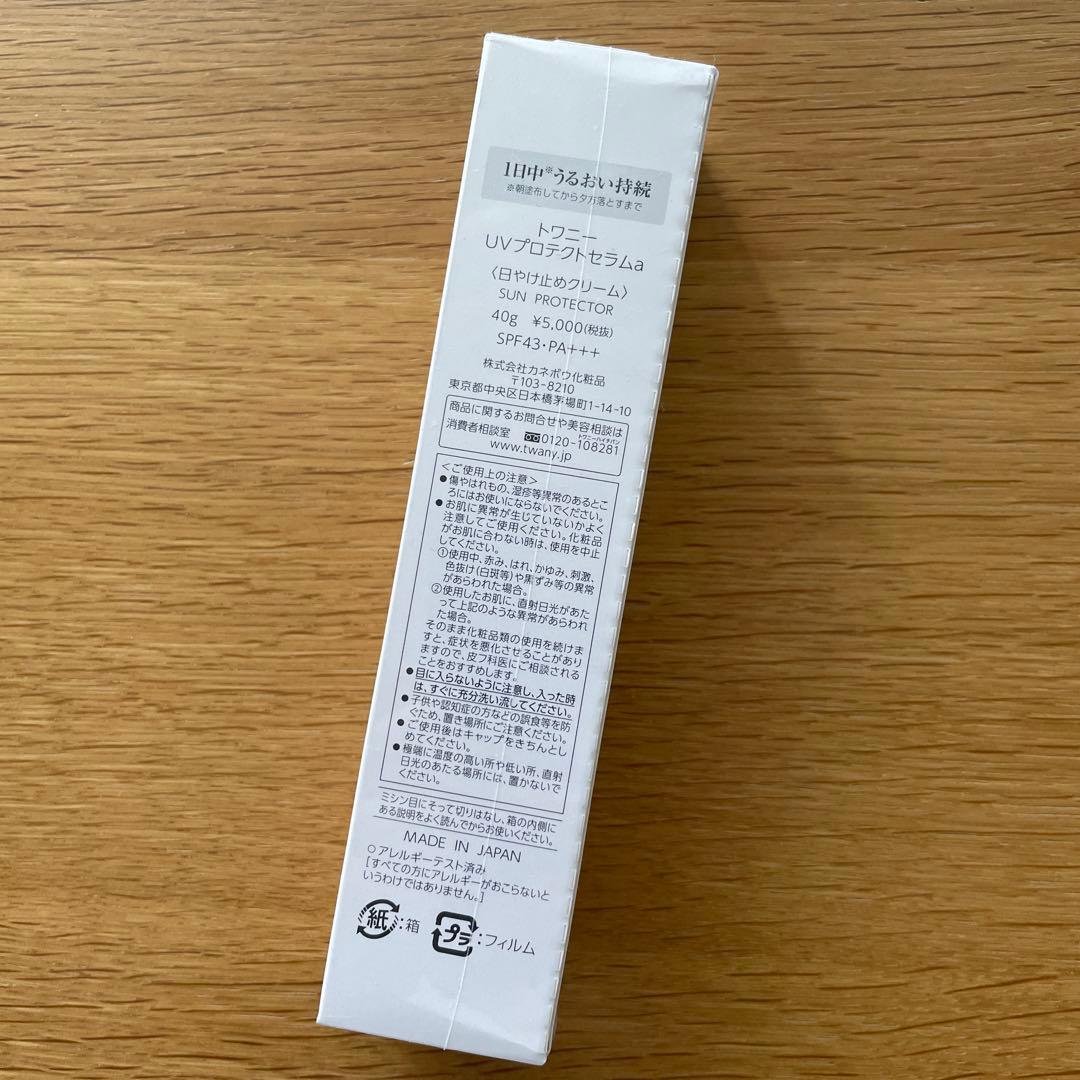 1日中※うるおい持続
※朝塗布してから夕方落とすまで
トワニー
UVプロテクトセラムa
〈日やけ止めクリーム〉
SUN PROTECTOR
40g ¥5,000(税抜)
SPF43・PA+++
株式会社カネボウ化粧品
〒103-8210
東京都中央区日本橋茅場町1-14-10
商品に関するお問合せや美容相談は
トワニーハイチバン
消費者相談室 0120-108281
www.twany.jp
<ご使用上の注意>
●傷やはれもの、湿疹等異常のあるとこ
ろにはお使いにならないでください。
●お肌に異常が生じていないかよく
注意してご使用ください。化粧品
がお肌に合わない時は、使用を中止
してください。
①使用中、赤み、はれ、かゆみ、刺激、
色抜け(白斑等)や黒ずみ等の異常
があらわれた場合。
②使用したお肌に、直射日光があた
って上記のような異常があらわれ
た場合。
そのまま化粧品類の使用を続けま
すと、症状を悪化させることがあり
ますので、皮フ科医にご相談される
ことをおすすめします。
●目に入らないように注意し、入った時
は、すぐに充分洗い流してください。
●子供や認知症の方などの誤食等を防
ぐため、置き場所にご注意ください。
●ご使用後はキャップをきちんとし
めてください。
●極端に温度の高い所や低い所、直射
日光のあたる場所には、置かないで
ください。
ミシン目にそって切りはなし、箱の内側に
ある説明をよく読んでからお使いください。
MADE IN JAPAN
○アレルギーテスト済み
[すべての方にアレルギーがおこらないと
いうわけではありません。]
紙:箱 プラ:フィルム